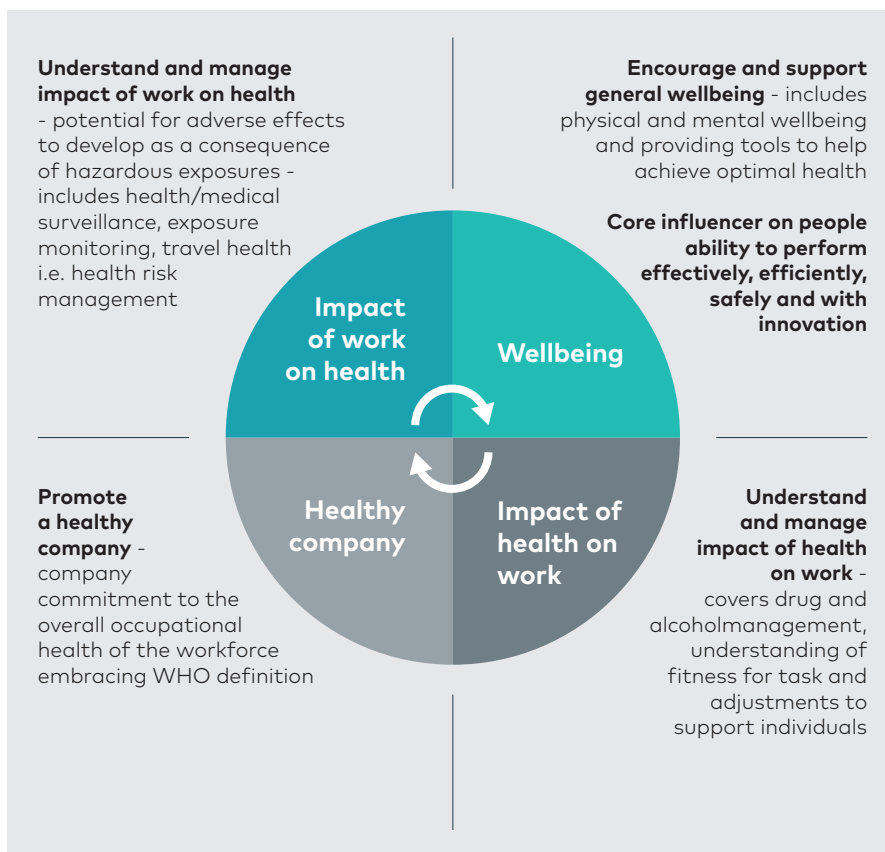 Understand and manage
impact of work on health
- potential for adverse effects
to develop as a consequence
of hazardous exposures -
includes health/medical
surveillance, exposure
monitoring, travel health
i.e. health risk
management
Encourage and support
general wellbeing - includes
physical and mental wellbeing
and providing tools to help
achieve optimal health
Core influencer on people
ability to perform
effectively, efficiently,
safely and with
innovation
Impact
of work
on health
Wellbeing
Healthy
company
Impact of
health on
work
Promote
a healthy
company -
company
commitment to the
overall occupational
health of the workforce
embracing WHO definition
Understand
and manage
impact of health
on work -
covers drug and
alcoholmanagement,
understanding of
fitness for task and
adjustments to
support individuals